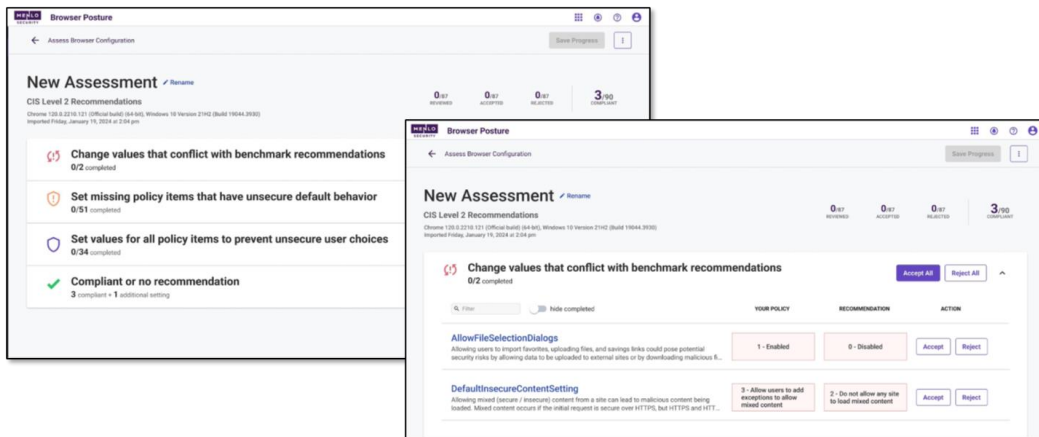 MENLO
SECURITY
Browser Posture
Assess Browser Configuration
Save Progress
New Assessment
Rename
CIS Level 2 Recommendations
Chrome 120.0.2210.121 (Official build) (64-bit), Windows 10 Version 21H2 (Build 19044.3930)
Imported Friday, January 19, 2024 at 2:04 pm
0/87
REVIEWED
0/87
ACCEPTED
0/87
REJECTED
3/90
COMPLIANT
Change values that conflict with benchmark recommendations
0/2 completed
Set missing policy items that have unsecure default behavior
0/51 completed
Set values for all policy items to prevent unsecure user choices
0/34 completed
Compliant or no recommendation
3 compliant + 1 additional setting
MENLO
SECURITY
Browser Posture
Assess Browser Configuration
Save Progress
New Assessment
Rename
CIS Level 2 Recommendations
Chrome 120.0.2210.121 (Official build) (64-bit), Windows 10 Version 21H2 (Build 19044.3930)
Imported Friday, January 19, 2024 at 2:04 pm
0/87
REVIEWED
0/87
ACCEPTED
0/87
REJECTED
3/90
COMPLIANT
Change values that conflict with benchmark recommendations
0/2 completed
Accept All
Reject All
Filter
hide completed
YOUR POLICY
RECOMMENDATION
ACTION
AllowFileSelectionDialogs
Allowing users to import favorites, uploading files, and savings links could pose potential
security risks by allowing data to be uploaded to external sites or by downloading malicious fi...
1 - Enabled
0 - Disabled
Accept
Reject
DefaultInsecureContentSetting
Allowing mixed (secure / insecure) content from a site can lead to malicious content being
loaded. Mixed content occurs if the initial request is secure over HTTPS, but HTTPS and HTT...
3 - Allow users to add
exceptions to allow
mixed content
2 - Do not allow any site
to load mixed content
Accept
Reject